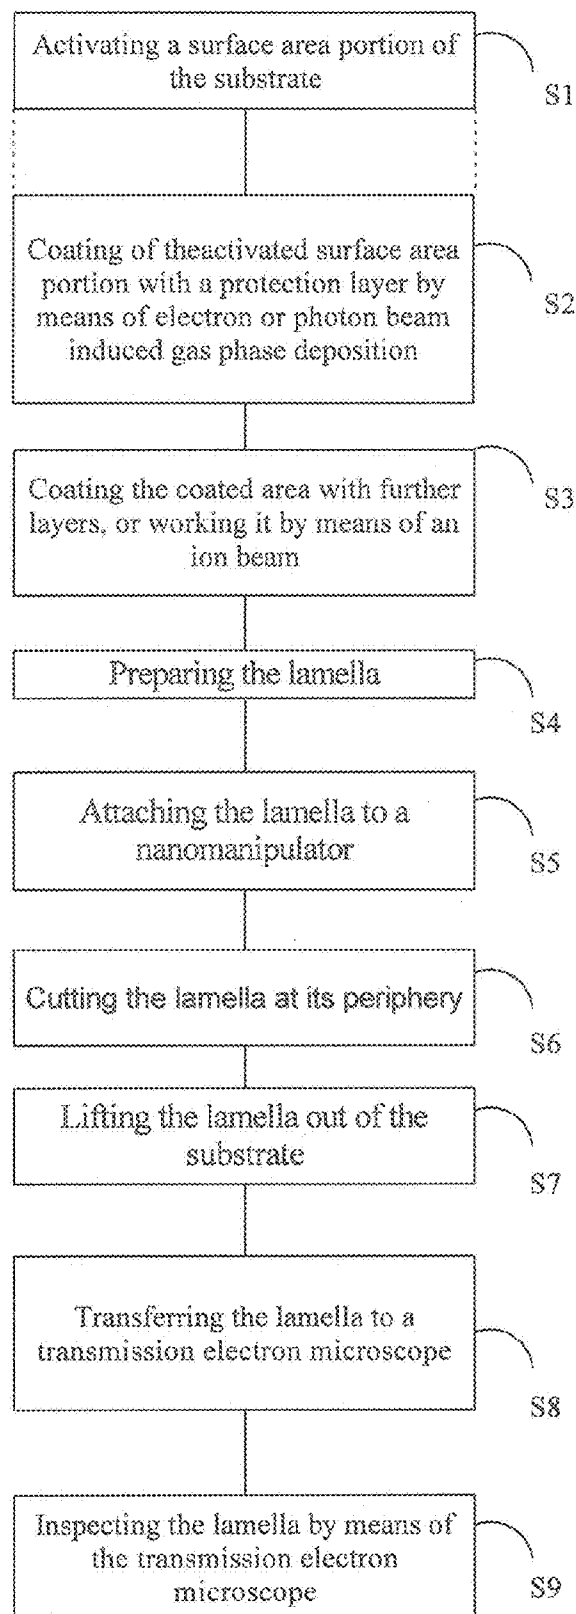 Activating a surface area portion of
the substrate
S1
Coating of theactivated surface area
portion with a protection layer by
means of electron or photon beam
induced gas phase deposition
S2
Coating the coated area with further
layers, or working it by means of an
ion beam
S3
Preparing the lamella
S4
Attaching the lamella to a
nanomanipulator
S5
Cutting the lamella at its periphery
S6
Lifting the lamella out of the
substrate
S7
Transferring the lamella to a
transmission electron microscope
S8
Inspecting the lamella by means of
the transmission electron
microscope
S9